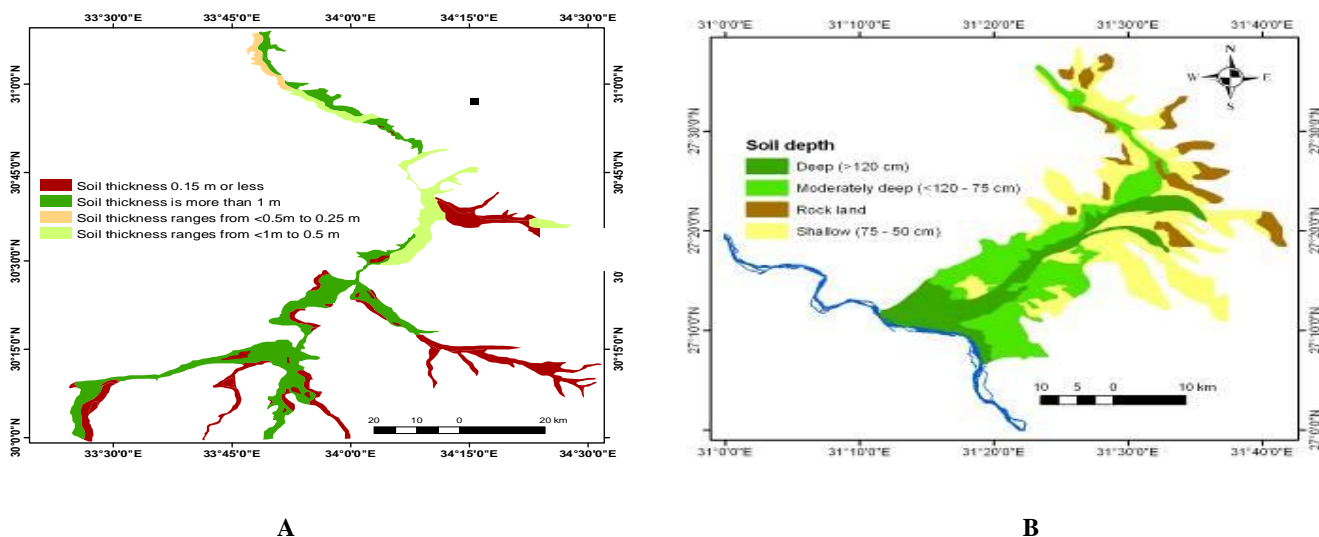 33°30'0"E 33°45'0"E 34°0'0"E 34°15'0"E 34°30'0"E
31°0'0"N
31°0'0"N
30°45'0"N
30°45'0"N
Soil thickness 0.15 m or less
Soil thickness is more than 1 m
Soil thickness ranges from <0.5m to 0.25 m
Soil thickness ranges from <1m to 0.5 m
30°30'0"N
30
30°15'0"N
30°15'0"N
30°0'0"N
30°0'0"N
20 10 0 20 km
33°30'0"E 33°45'0"E 34°0'0"E 34°15'0"E 34°30'0"E
A
31°0'0"E 31°10'0"E 31°20'0"E 31°30'0"E 31°40'0"E
N
W E
S
27°30'0"N
27°30'0"N
Soil depth
Deep (>120 cm)
Moderately deep (<120 - 75 cm)
Rock land
Shallow (75 - 50 cm)
27°20'0"N
27°20'0"N
27°10'0"N
27°10'0"N
10 5 0 10 km
27°0'0"N
31°0'0"E 31°10'0"E 31°20'0"E 31°30'0"E 31°40'0"E
B